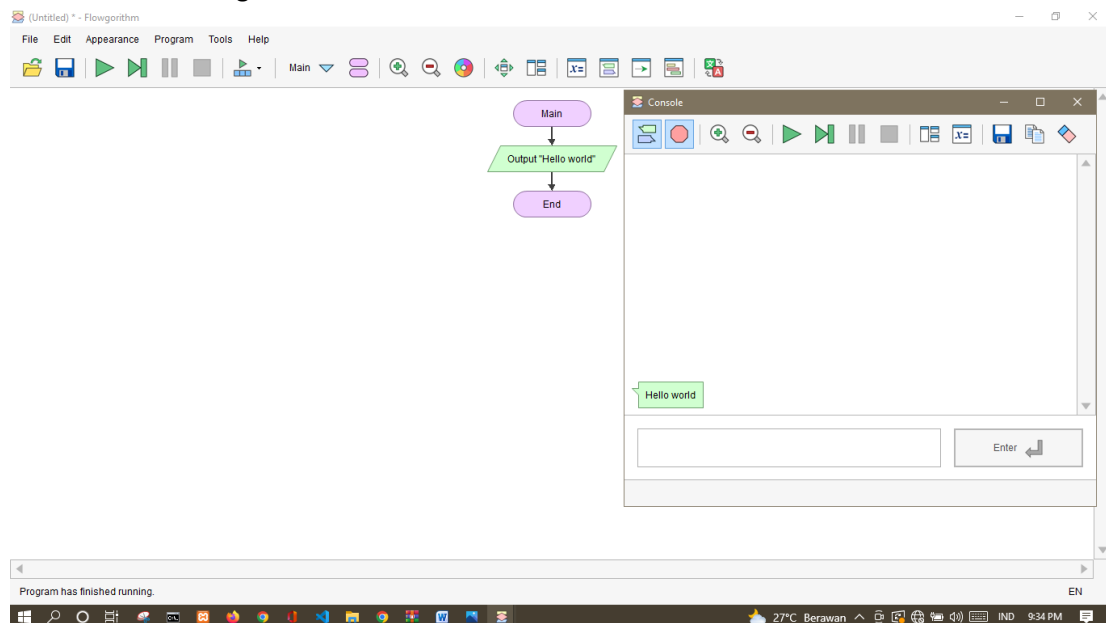 (Untitled) * - Flowgorithm
File Edit Appearance Program Tools Help
Main
Main
Output "Hello world"
End
Console
x=
Hello world
Enter
Program has finished running.
EN
27°C Berawan
IND
9:34 PM